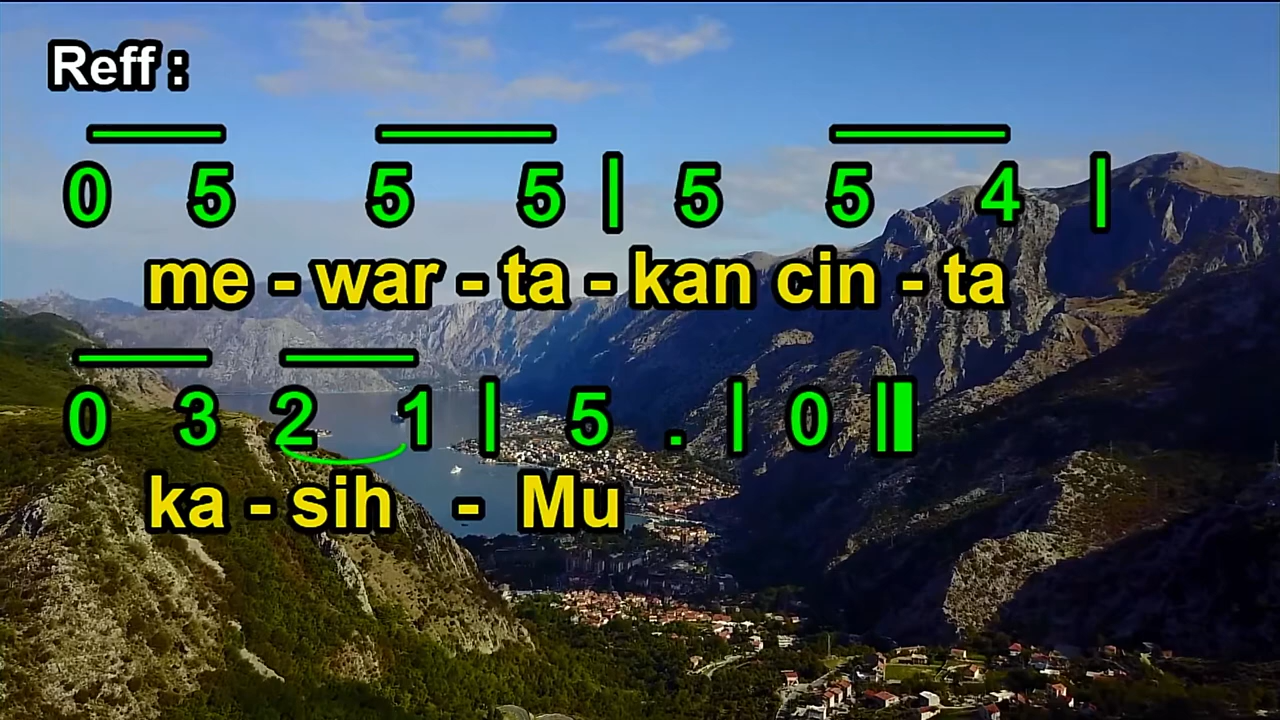 Reff :
0 5 5 5 | 5 5 4 |
me - war - ta - kan cin - ta
0 3 2 1 | 5 . | 0 ||
ka - sih - Mu